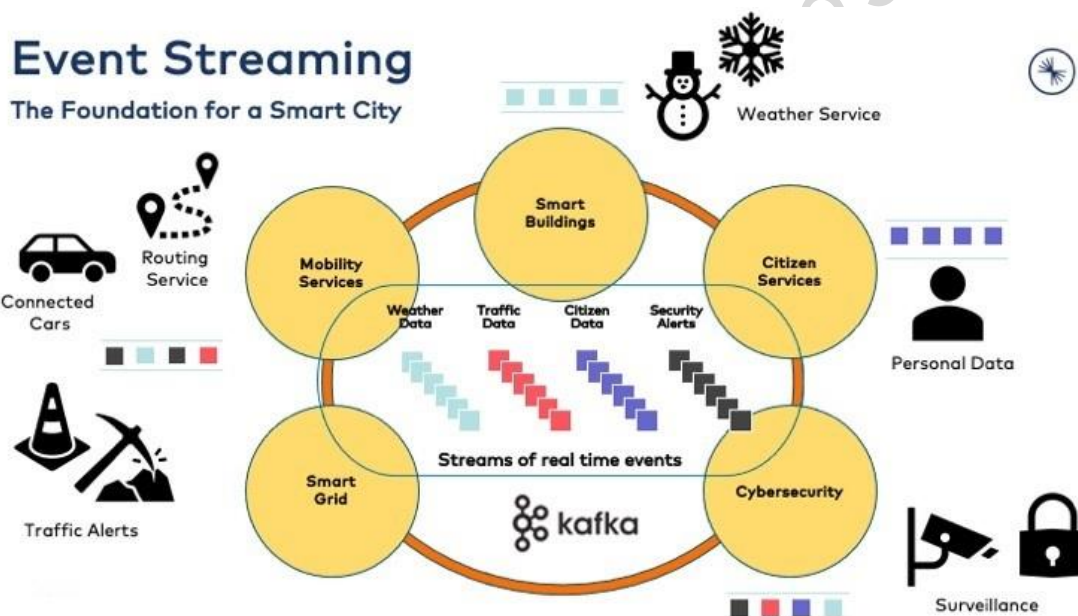 Event Streaming
The Foundation for a Smart City
Weather Service
Routing
Service
Connected
Cars
Traffic Alerts
Smart
Buildings
Mobility
Services
Citizen
Services
Personal Data
Weather
Data
Traffic
Data
Citizen
Data
Security
Alerts
Streams of real time events
Smart
Grid
Cybersecurity
kafka
Surveillance